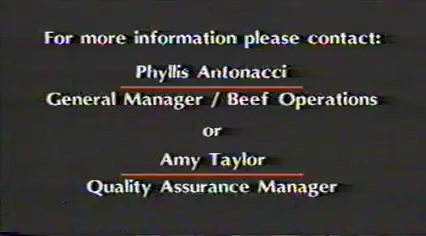 For more information please contact:
Phyllis Antonacci
General Manager / Beef Operations
or
Amy Taylor
Quality Assurance Manager